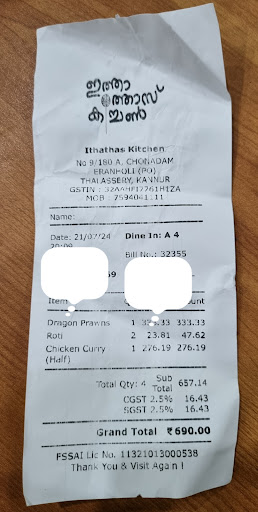 ഇത്താ
ത്താസ്
കിച്ചൺ
Ithathas Kitchen
No 9/180 A, CHONADAM
ERANHOLI (PO)
THALASSERY, KANNUR
MOB : 7594041111
Name:
Date: 21/07/24 Dine In: A 4
20:09 Bill No.: 32355
Item
Dragon Prawns 1 333.33
Roti 2 23.81 47.62
Chicken Curry 1 276.19 276.19
(Half)
Total Qty: 4 Sub Total 657.14
CGST 2.5% 16.43
SGST 2.5% 16.43
Grand Total ₹690.00
FSSAI Lic No. 11321013000538
Thank You & Visit Again !